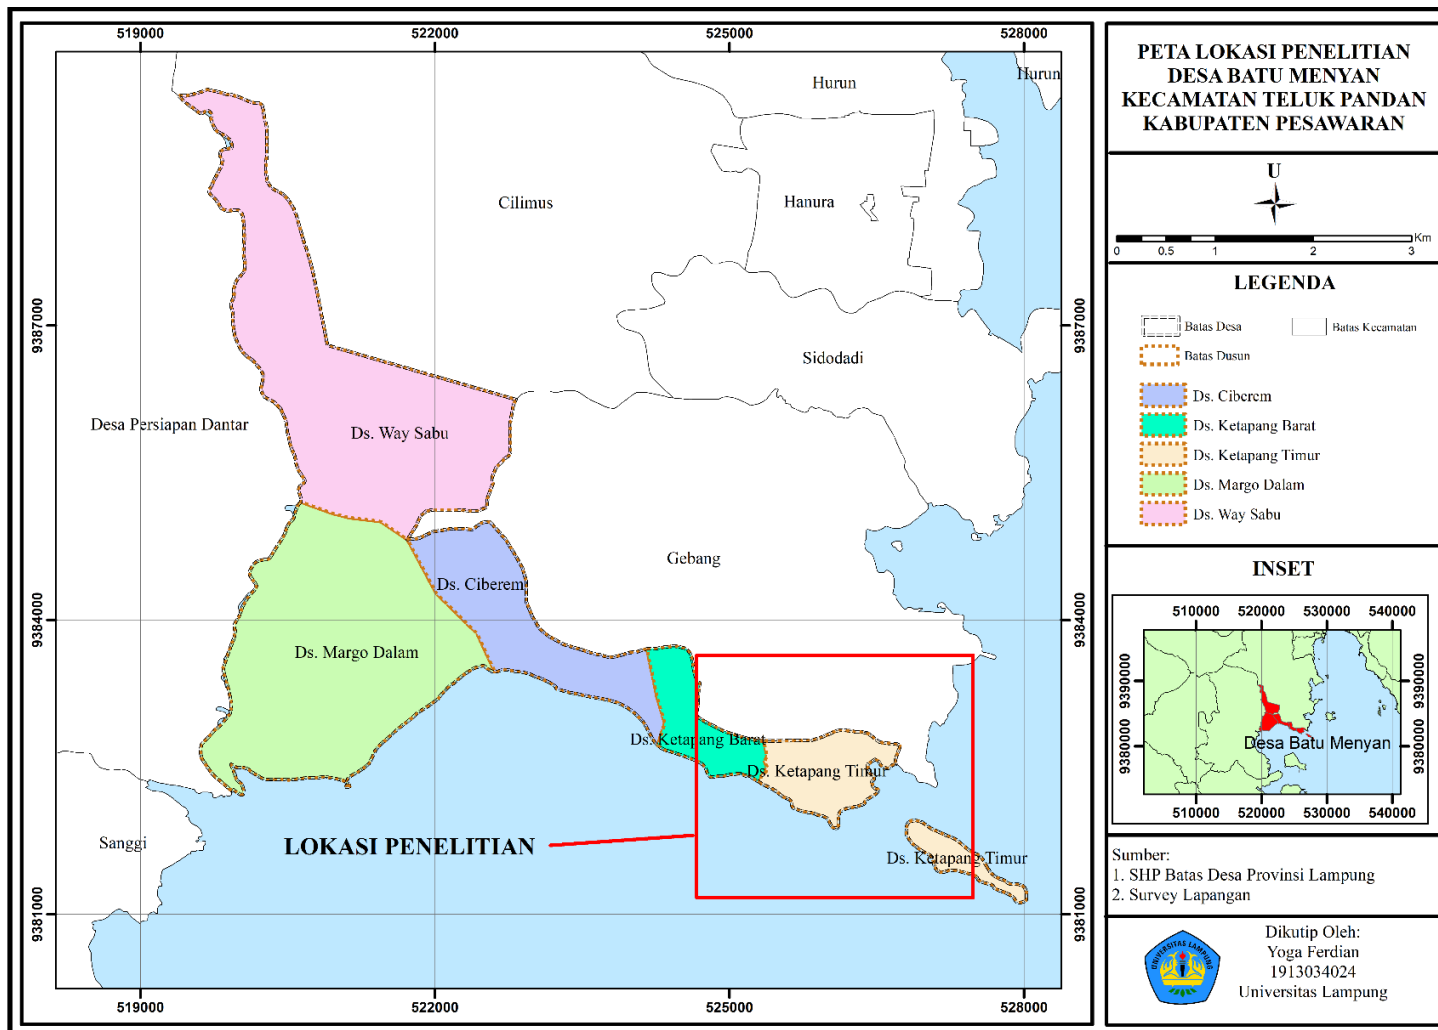 519000
522000
525000
528000
Hurun
Hurun
Cilimus
Hanura
9387000
9387000
Sidodadi
Desa Persiapan Dantar
Ds. Way Sabu
Gebang
Ds. Ciberem
9384000
9384000
Ds. Margo Dalam
Ds. Ketapang Barat
Ds. Ketapang Timur
Sanggi
LOKASI PENELITIAN
Ds. Ketapang Timur
9381000
9381000
519000
522000
525000
528000
PETA LOKASI PENELITIAN
DESA BATU MENYAN
KECAMATAN TELUK PANDAN
KABUPATEN PESAWARAN
U
Km
0 0.5 1 2 3
LEGENDA
Batas Desa
Batas Kecamatan
Batas Dusun
Ds. Ciberem
Ds. Ketapang Barat
Ds. Ketapang Timur
Ds. Margo Dalam
Ds. Way Sabu
INSET
510000 520000 530000 540000
9390000
9390000
9380000
9380000
Desa Batu Menyan
510000 520000 530000 540000
Sumber:
1. SHP Batas Desa Provinsi Lampung
2. Survey Lapangan
UNIVERSITAS LAMPUNG
Dikutip Oleh:
Yoga Ferdian
1913034024
Universitas Lampung